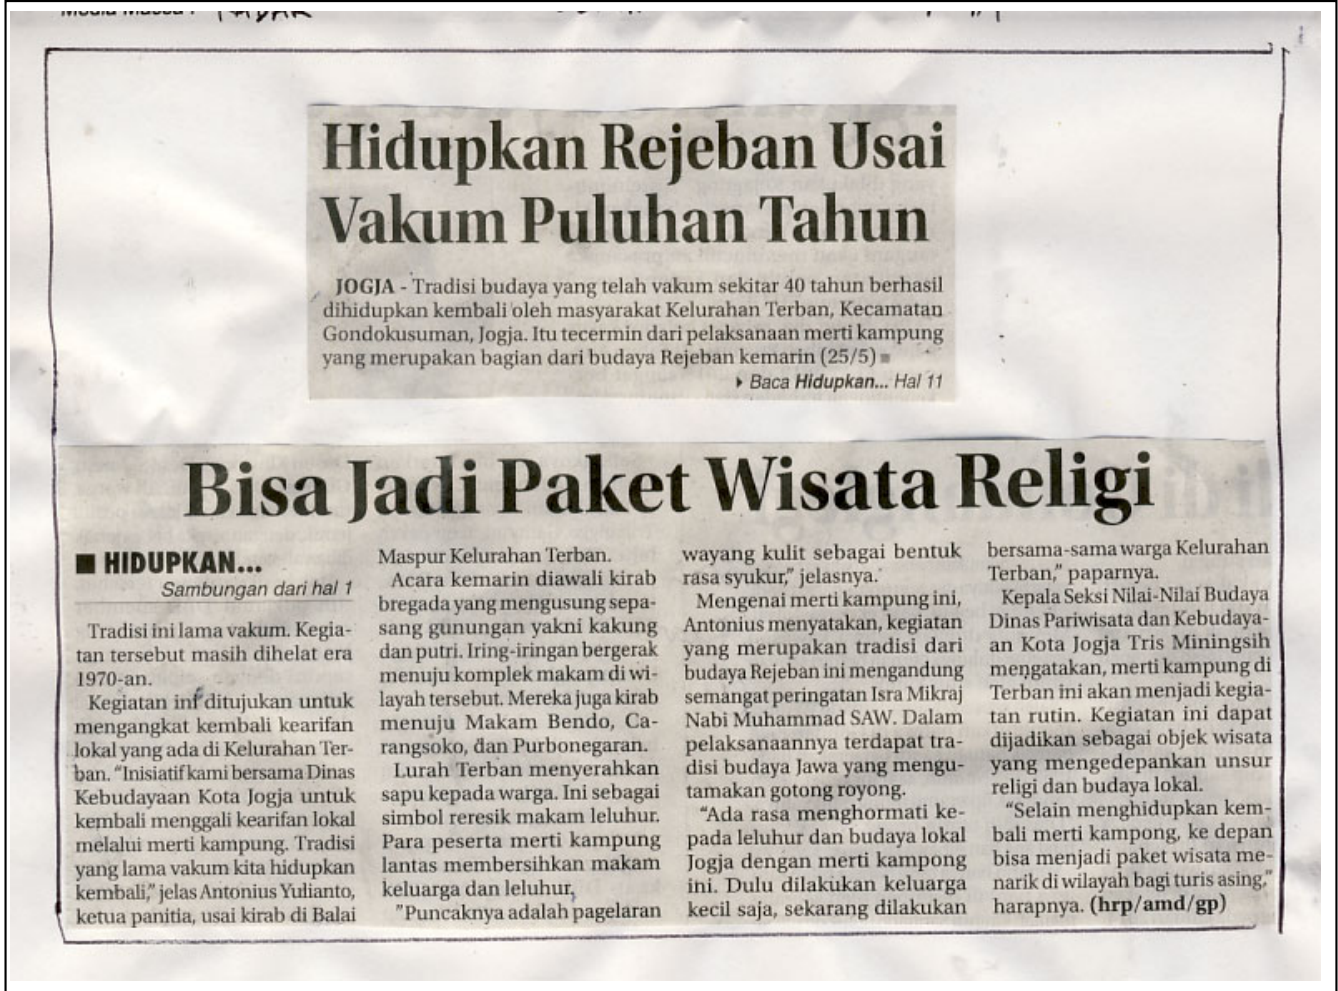 Media Massa : RADAR
Hidupkan Rejeban Usai
Vakum Puluhan Tahun
JOGJA - Tradisi budaya yang telah vakum sekitar 40 tahun berhasil
dihidupkan kembali oleh masyarakat Kelurahan Terban, Kecamatan
Gondokusuman, Jogja. Itu tecermin dari pelaksanaan merti kampung
yang merupakan bagian dari budaya Rejeban kemarin (25/5)
Baca Hidupkan... Hal 11
Bisa Jadi Paket Wisata Religi
HIDUPKAN...
Sambungan dari hal 1
Tradisi ini lama vakum. Kegia-
tan tersebut masih dihelat era
1970-an.
Kegiatan ini ditujukan untuk
mengangkat kembali kearifan
lokal yang ada di Kelurahan Ter-
ban. "Inisiatif kami bersama Dinas
Kebudayaan Kota Jogja untuk
kembali menggali kearifan lokal
melalui merti kampung. Tradisi
yang lama vakum kita hidupkan
kembali," jelas Antonius Yulianto,
ketua panitia, usai kirab di Balai
Maspur Kelurahan Terban.
Acara kemarin diawali kirab
bregada yang mengusung sepa-
sang gunungan yakni kakung
dan putri. Iring-iringan bergerak
menuju komplek makam di wi-
layah tersebut. Mereka juga kirab
menuju Makam Bendo, Ca-
rangsoko, dan Purbonegaran.
Lurah Terban menyerahkan
sapu kepada warga. Ini sebagai
simbol reresik makam leluhur.
Para peserta merti kampung
lantas membersihkan makam
keluarga dan leluhur.
"Puncaknya adalah pagelaran
wayang kulit sebagai bentuk
rasa syukur," jelasnya.
Mengenai merti kampung ini,
Antonius menyatakan, kegiatan
yang merupakan tradisi dari
budaya Rejeban ini mengandung
semangat peringatan Isra Mikraj
Nabi Muhammad SAW. Dalam
pelaksanaannya terdapat tra-
disi budaya Jawa yang mengu-
tamakan gotong royong.
"Ada rasa menghormati ke-
pada leluhur dan budaya lokal
Jogja dengan merti kampong
ini. Dulu dilakukan keluarga
kecil saja, sekarang dilakukan
bersama-sama warga Kelurahan
Terban," paparnya.
Kepala Seksi Nilai-Nilai Budaya
Dinas Pariwisata dan Kebudaya-
an Kota Jogja Tris Miningsih
mengatakan, merti kampung di
Terban ini akan menjadi kegia-
tan rutin. Kegiatan ini dapat
dijadikan sebagai objek wisata
yang mengedepankan unsur
religi dan budaya lokal.
"Selain menghidupkan kem-
bali merti kampong, ke depan
bisa menjadi paket wisata me-
narik di wilayah bagi turis asing,"
harapnya. (hrp/amd/gp)